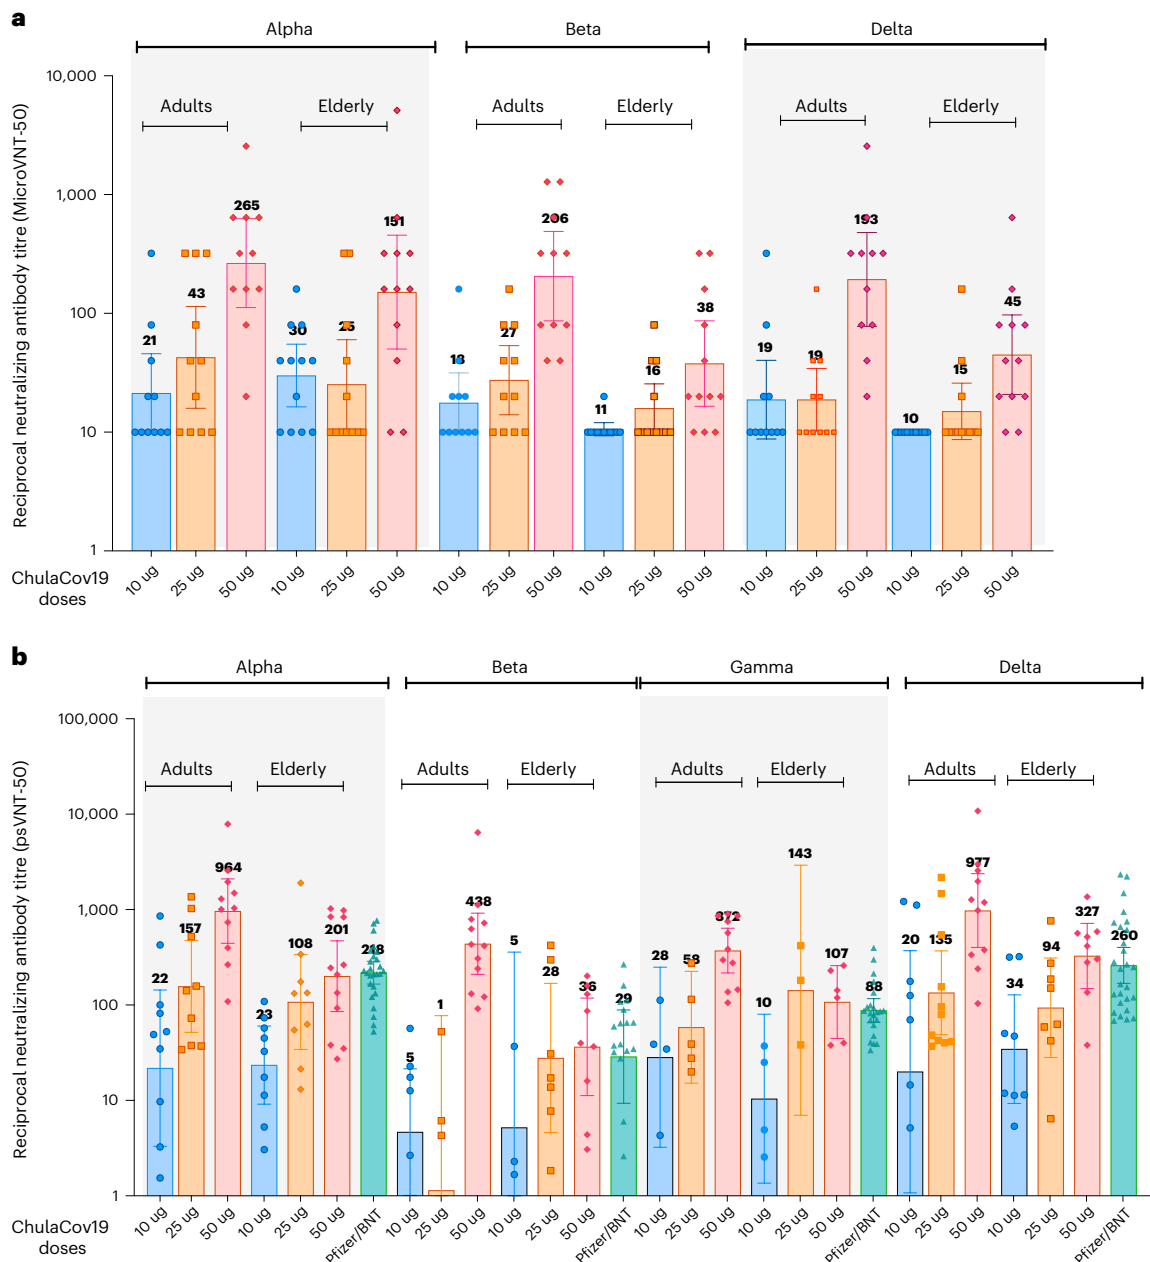 a
Alpha Beta Delta
10,000
Adults Elderly Adults Elderly Adults Elderly
1,000
265 151 206 193
100
43 21 30 25 18 27 11 16 38 19 19 10 15 45
10
1
Reciprocal neutralizing antibody titre (MicroVNT-50)
ChulaCov19
doses
10 ug 25 ug 50 ug 10 ug 25 ug 50 ug 10 ug 25 ug 50 ug 10 ug 25 ug 50 ug 10 ug 25 ug 50 ug 10 ug 25 ug 50 ug
b
Alpha Beta Gamma Delta
100,000
Adults Elderly Adults Elderly Adults Elderly Adults Elderly
10,000
1,000
22 157 964 23 108 201 218 5 1 438 5 28 36 29 28 58 372 10 143 107 88 20 135 977 34 94 327 260
100
10
1
Reciprocal neutralizing antibody titre (psVNT-50)
ChulaCov19
doses
10 ug 25 ug 50 ug 10 ug 25 ug 50 ug Pfizer/BNT 10 ug 25 ug 50 ug 10 ug 25 ug 50 ug Pfizer/BNT 10 ug 25 ug 50 ug 10 ug 25 ug 50 ug Pfizer/BNT 10 ug 25 ug 50 ug 10 ug 25 ug 50 ug Pfizer/BNT